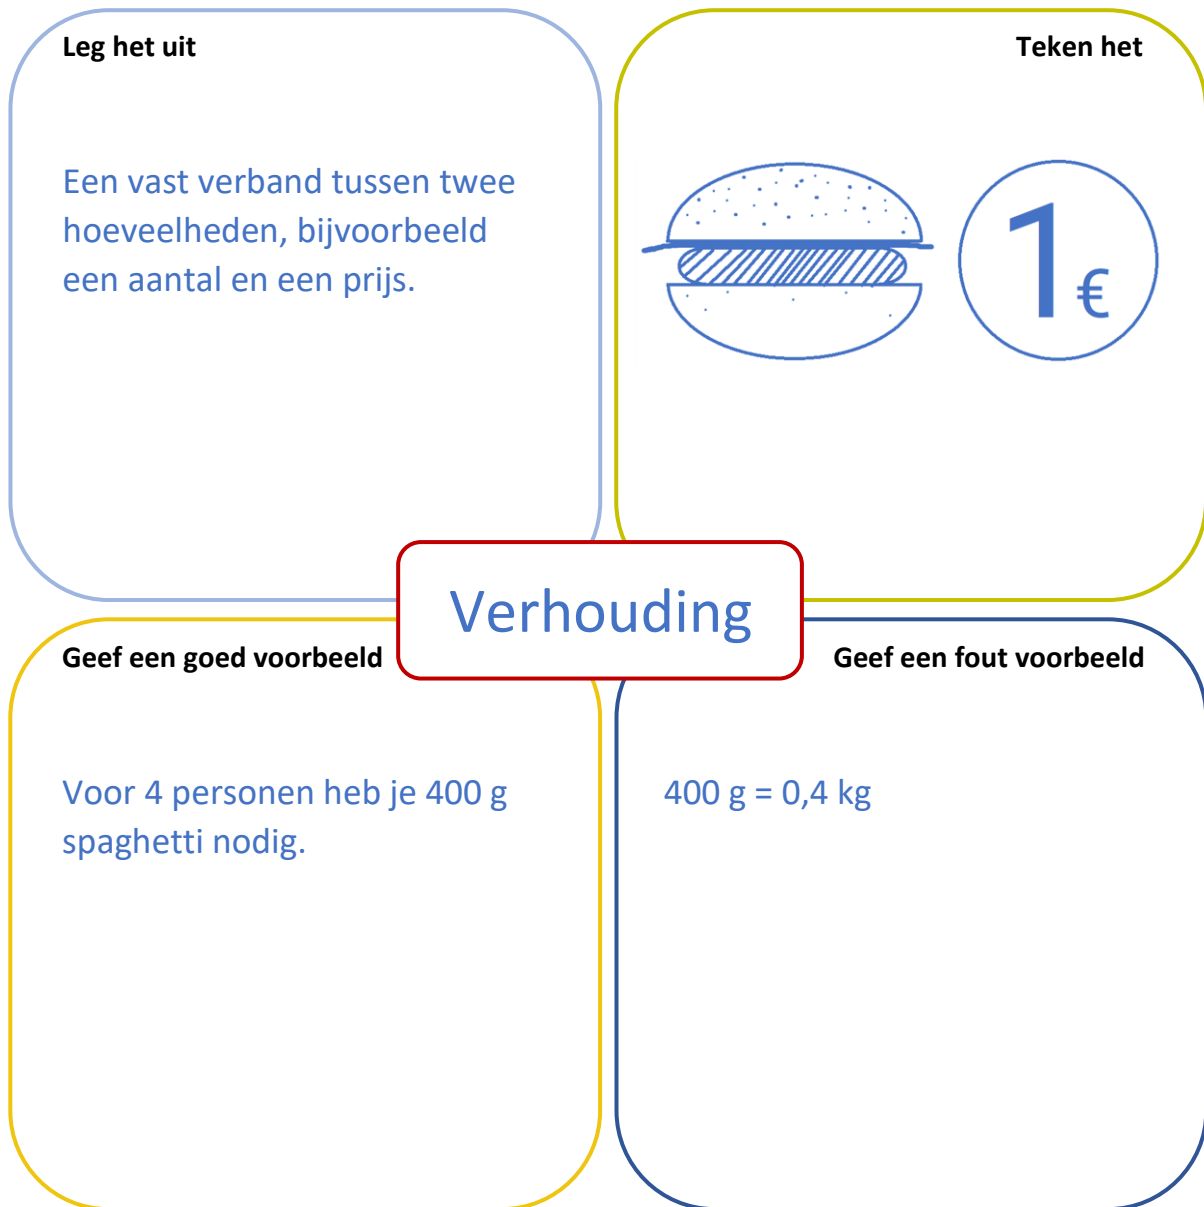 Leg het uit
Een vast verband tussen twee
hoeveelheden, bijvoorbeeld
een aantal en een prijs.
Teken het
1 €
Verhouding
Geef een goed voorbeeld
Voor 4 personen heb je 400 g
spaghetti nodig.
Geef een fout voorbeeld
400 g = 0,4 kg